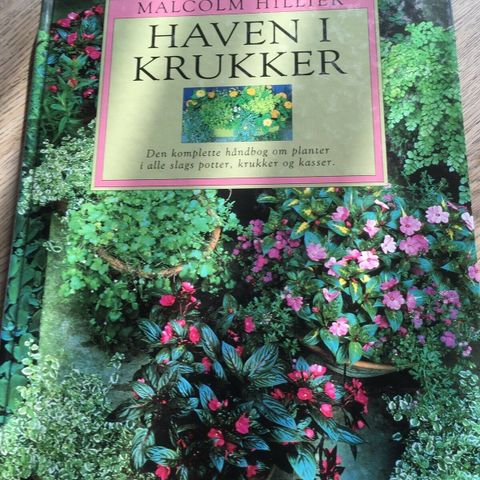 MALCOLM HILLIER
HAVEN I
KRUKKER
Den komplette håndbog om planter
i alle slags potter, krukker og kasser.